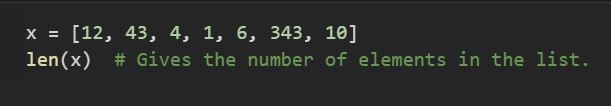 x = [12, 43, 4, 1, 6, 343, 10]
len(x)  # Gives the number of elements in the list.